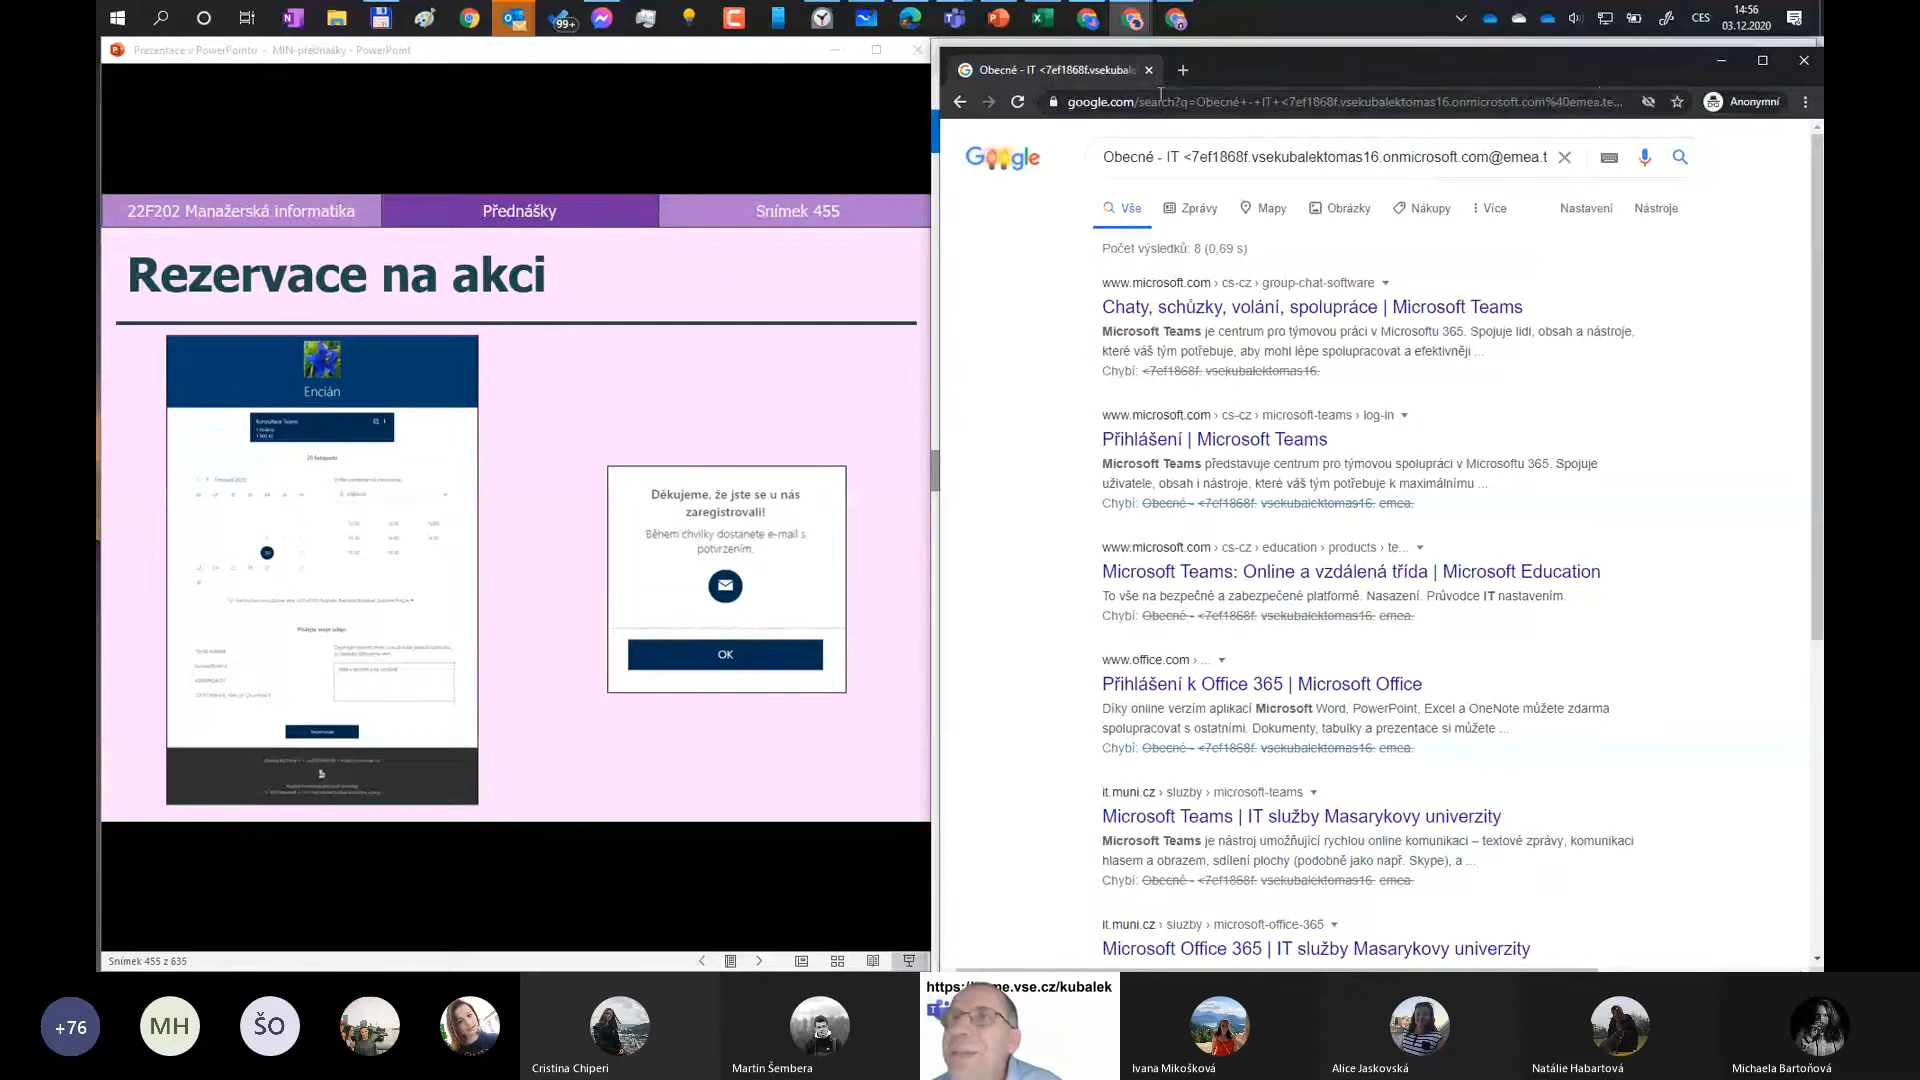 99+
CES
14:56
03.12.2020
Prezentace v PowerPointu - MIN-přednášky - PowerPoint
22F202 Manažerská informatika
Přednášky
Snímek 455
Rezervace na akci
Encián
Konzultace Teams
1 hodina
20 listopadu
Přidejte svoje údaje
Děkujeme, že jste se u nás
zaregistrovali!
Během chvilky dostanete e-mail s
potvrzením.
OK
Snímek 455 z 635
Obecné - IT <7ef1868f.vsekubalek
google.com/search?q=Obecné+-+IT+<7ef1868f.vsekubalektomas16.onmicrosoft.com%40emea.te...
Anonymní
Google
Obecné - IT <7ef1868f.vsekubalektomas16.onmicrosoft.com@emea.t
Vše
Zprávy
Mapy
Obrázky
Nákupy
Více
Nastavení
Nástroje
Počet výsledků: 8 (0,69 s)
www.microsoft.com › cs-cz › group-chat-software
Chaty, schůzky, volání, spolupráce | Microsoft Teams
Microsoft Teams je centrum pro týmovou práci v Microsoftu 365. Spojuje lidi, obsah a nástroje,
které váš tým potřebuje, aby mohl lépe spolupracovat a efektivněji ...
Chybí: <7ef1868f. vsekubalektomas16.
www.microsoft.com › cs-cz › microsoft-teams › log-in
Přihlášení | Microsoft Teams
Microsoft Teams představuje centrum pro týmovou spolupráci v Microsoftu 365. Spojuje
uživatele, obsah i nástroje, které váš tým potřebuje k maximálnímu ...
Chybí: Obecné - <7ef1868f. vsekubalektomas16. emea.
www.microsoft.com › cs-cz › education › products › te...
Microsoft Teams: Online a vzdálená třída | Microsoft Education
To vše na bezpečné a zabezpečené platformě. Nasazení. Průvodce IT nastavením.
Chybí: Obecné - <7ef1868f. vsekubalektomas16. emea.
www.office.com › ...
Přihlášení k Office 365 | Microsoft Office
Díky online verzím aplikací Microsoft Word, PowerPoint, Excel a OneNote můžete zdarma
spolupracovat s ostatními. Dokumenty, tabulky a prezentace si můžete ...
Chybí: Obecné - <7ef1868f. vsekubalektomas16. emea.
it.muni.cz › sluzby › microsoft-teams
Microsoft Teams | IT služby Masarykovy univerzity
Microsoft Teams je nástroj umožňující rychlou online komunikaci – textové zprávy, komunikaci
hlasem a obrazem, sdílení plochy (podobně jako např. Skype), a ...
Chybí: Obecné - <7ef1868f. vsekubalektomas16. emea.
it.muni.cz › sluzby › microsoft-office-365
Microsoft Office 365 | IT služby Masarykovy univerzity
+76
MH
ŠO
Cristina Chiperi
Martin Šembera
.vse.cz/kubalek
Ivana Mikošková
Alice Jaskovská
Natálie Habartová
Michaela Bartoňová